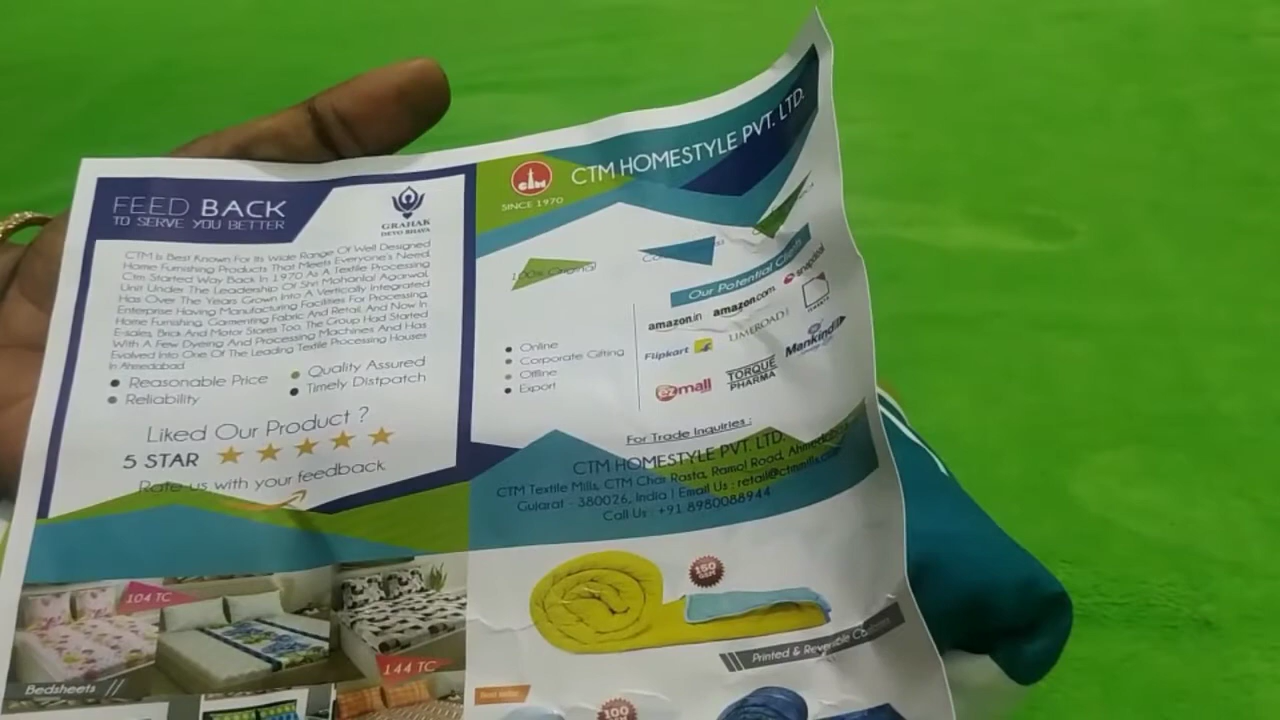 FEED BACK
TO SERVE YOU BETTER
GRAHAK
DEVO BHAVA
CTM Is Best Known For Its Wide Range Of Well Designed
Home Furnishing Products That Meets Everyone's Need,
Ctm Started Way Back In 1970 As A Textile Processing
Unit Under The Leadership Of Shri Mohanlal Agarwal,
Has Over The Years Grown Into A Vertically Integrated
Enterprise Having Manufacturing Facilities For Processing,
Home Furnishing, Garmenting Fabric And Retail, And Now In
E-sales, Brick And Motor Stores Too, The Group Had Started
With A Few Dyeing And Processing Machines And Has
Evolved Into One Of The Leading Textile Processing Houses
In Ahmedabad
Reasonable Price
Quality Assured
Reliability
Timely Distpatch
Liked Our Product ?
5 STAR
Rate us with your feedback.
104 TC
144 TC
Bedsheets
CTM
SINCE 1970
CTM HOMESTYLE PVT. LTD.
100% Original
Our Potential Clients
amazon.in
amazon.com
snapdeal
Flipkart
LIMEROAD
Mankind
ezmall
TORQUE
PHARMA
Online
Corporate Gifting
Offline
Export
For Trade Inquiries :
CTM HOMESTYLE PVT. LTD.
CTM Textile Mills, CTM Char Rasta, Ramol Road, Ahmedabad
Gujarat - 380026, India | Email Us : retail@ctmmills.com
Call Us : +91 8980088944
150
GSM
Printed & Reversible
100